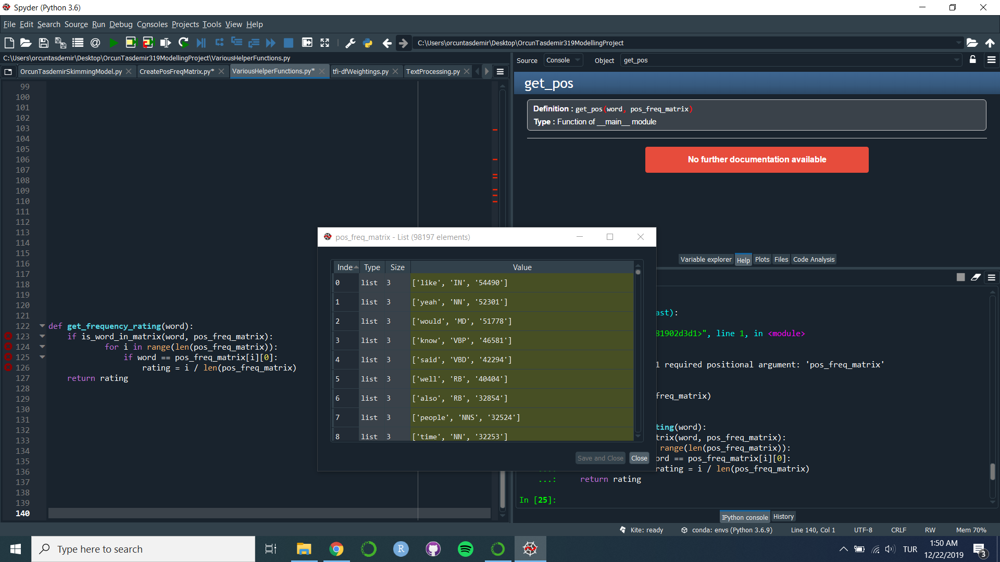 Spyder (Python 3.6)
File Edit Search Source Run Debug Consoles Projects Tools View Help
C:\Users\orcuntasdemir\Desktop\OrcunTasdemir319ModellingProject
C:\Users\orcuntasdemir\Desktop\OrcunTasdemir319ModellingProject\VariousHelperFunctions.py
OrcunTasdemirSkimmingModel.py CreatePosFreqMatrix.py* VariousHelperFunctions.py* tfi-dfWeightings.py TextProcessing.py
99
100
101
102
103
104
105
106
107
108
109
110
111
112
113
114
115
116
117
118
119
120
121
122 def get_frequency_rating(word):
123 if is_word_in_matrix(word, pos_freq_matrix):
124 for i in range(len(pos_freq_matrix)):
125 if word == pos_freq_matrix[i][0]:
126 rating = i / len(pos_freq_matrix)
127 return rating
128
129
130
131
132
133
134
135
136
137
138
139
140
Source Console Object get_pos
get_pos
Definition : get_pos(word, pos_freq_matrix)
Type : Function of __main__ module
No further documentation available
Variable explorer Help Plots Files Code Analysis
pos_freq_matrix - List (98197 elements)
Inde Type Size Value
0 list 3 ['like', 'IN', '54490']
1 list 3 ['yeah', 'NN', '52301']
2 list 3 ['would', 'MD', '51778']
3 list 3 ['know', 'VBP', '46581']
4 list 3 ['said', 'VBD', '42294']
5 list 3 ['well', 'RB', '40404']
6 list 3 ['also', 'RB', '32854']
7 list 3 ['people', 'NNS', '32524']
8 list 3 ['time', 'NN', '32253']
Save and Close Close
ast):
81902d3d1>", line 1, in <module>
1 required positional argument: 'pos_freq_matrix'
freq_matrix)
ting(word):
trix(word, pos_freq_matrix):
range(len(pos_freq_matrix)):
ord == pos_freq_matrix[i][0]:
rating = i / len(pos_freq_matrix)
...: return rating
In [25]:
IPython console History
Kite: ready conda: envs (Python 3.6.9) Line 140, Col 1 UTF-8 CRLF RW Mem 70%
Type here to search
TUR
1:50 AM
12/22/2019
3